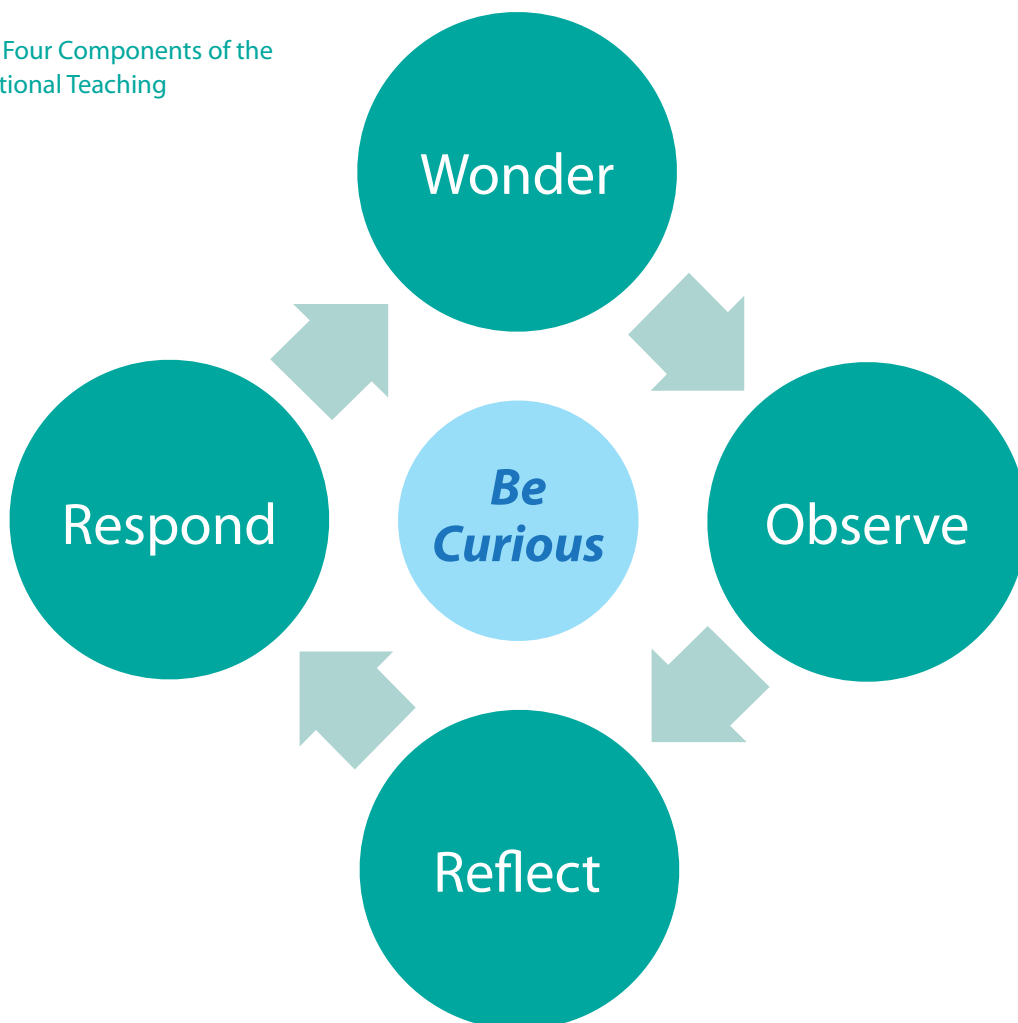 Four Components of the
tional Teaching
Wonder
Respond
Be
Curious
Observe
Reflect